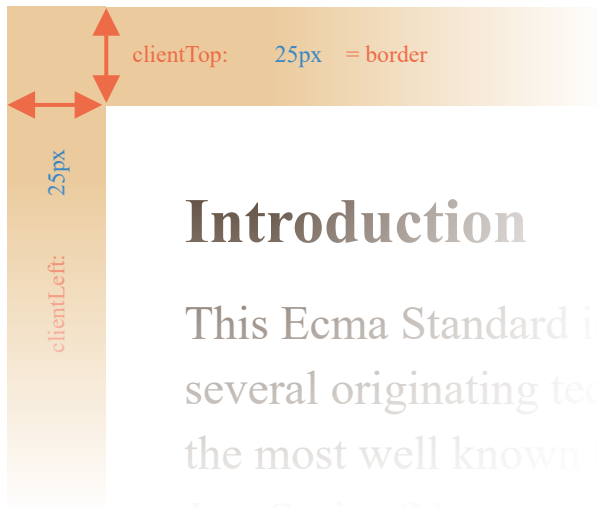 clientTop: 25px = border
25px
clientLeft:
Introduction
This Ecma Standard
several originating
the most well known